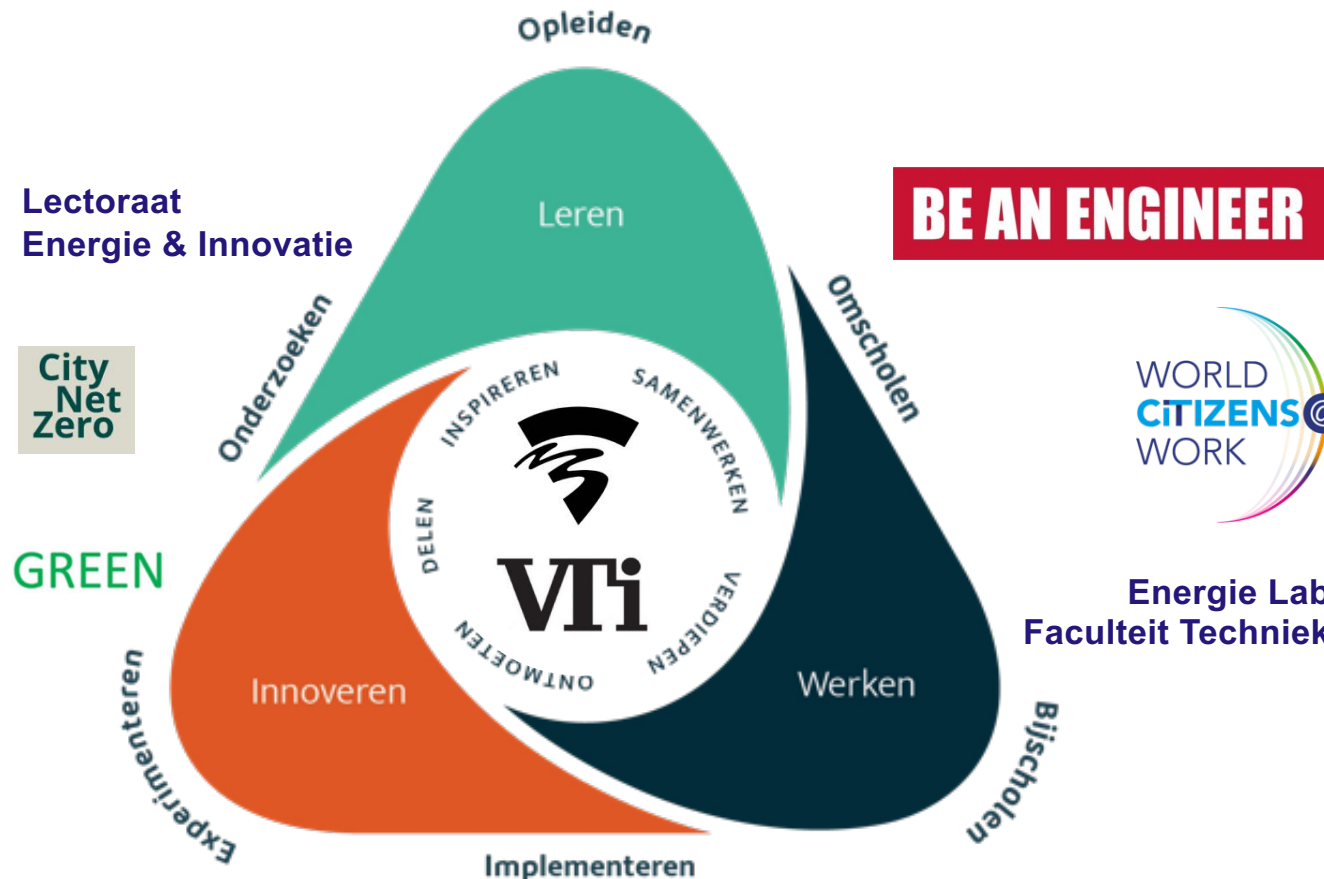 Opleiden
Lectoraat
Energie & Innovatie
Leren
BE AN ENGINEER
Onderzoeken
Omscholen
City
Net
Zero
INSPIREREN
SAMENWERKEN
WORLD
CiTIZENS@
WORK
DELEN
VTi
GREEN
VERDIEPEN
ONTMOETEN
Energie Lab
Faculteit Techniek
Innoveren
Werken
Experimenteren
Bijscholen
Implementeren